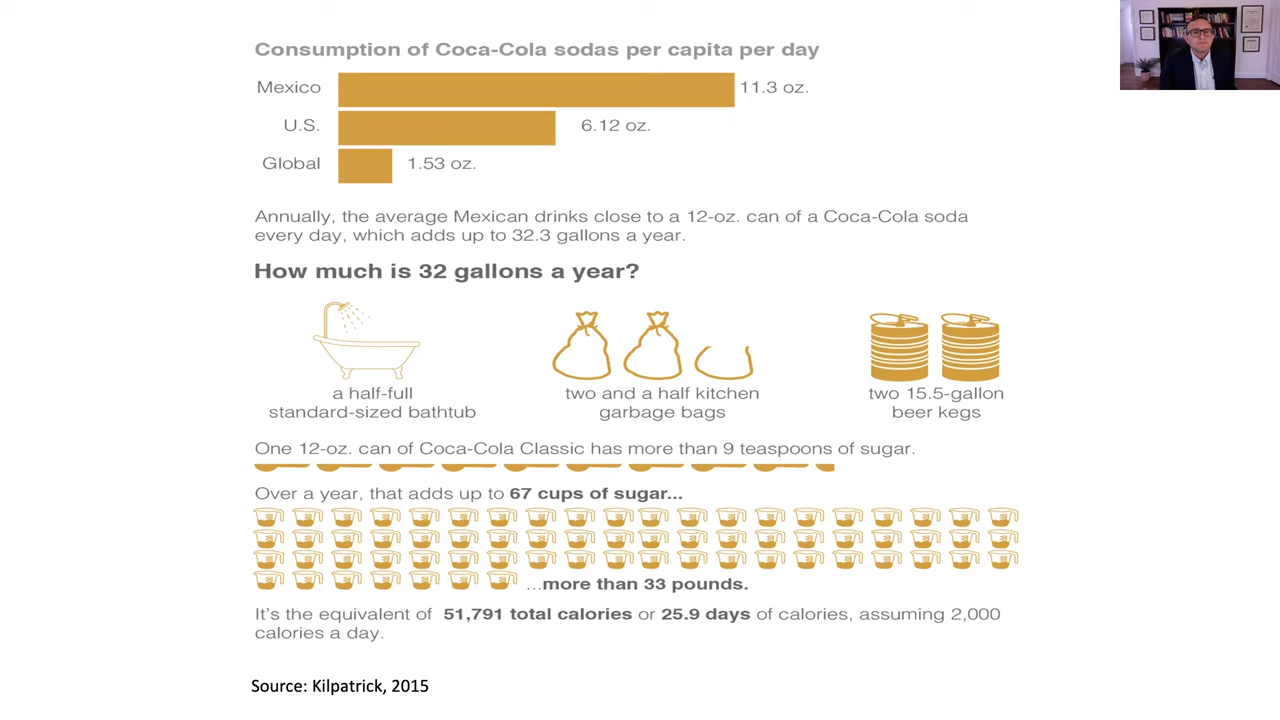 Consumption of Coca-Cola sodas per capita per day
Mexico 11.3 oz.
U.S. 6.12 oz.
Global 1.53 oz.
Annually, the average Mexican drinks close to a 12-oz. can of a Coca-Cola soda
every day, which adds up to 32.3 gallons a year.
How much is 32 gallons a year?
a half-full
standard-sized bathtub
two and a half kitchen
garbage bags
two 15.5-gallon
beer kegs
One 12-oz. can of Coca-Cola Classic has more than 9 teaspoons of sugar.
Over a year, that adds up to 67 cups of sugar...
...more than 33 pounds.
It's the equivalent of 51,791 total calories or 25.9 days of calories, assuming 2,000
calories a day.
Source: Kilpatrick, 2015